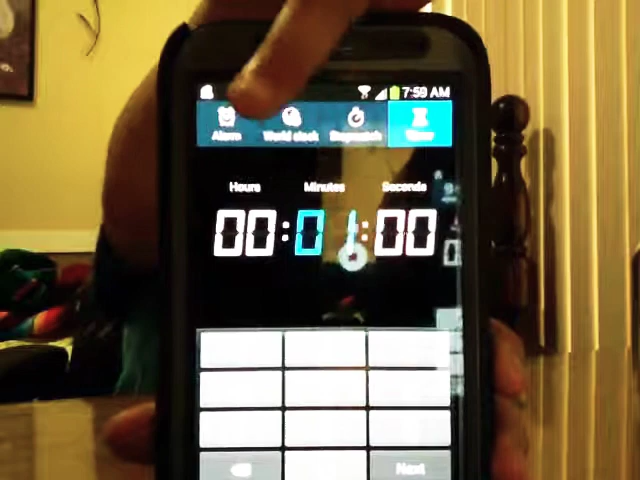 7:59 AM
Alarm World clock Stopwatch Timer
Hours Minutes Seconds
00:01:00
Next